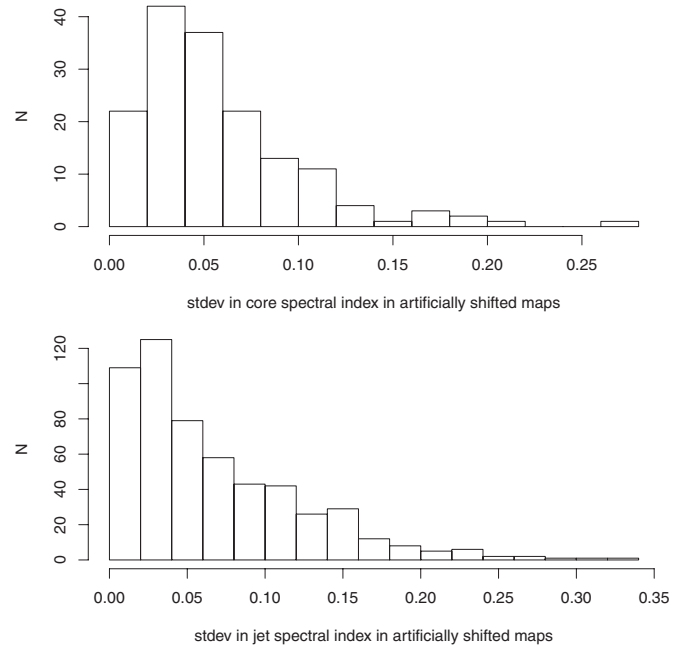 40
30
20
10
0
N
0.00 0.05 0.10 0.15 0.20 0.25
stdev in core spectral index in artificially shifted maps
120
80
60
40
20
0
N
0.00 0.05 0.10 0.15 0.20 0.25 0.30 0.35
stdev in jet spectral index in artificially shifted maps